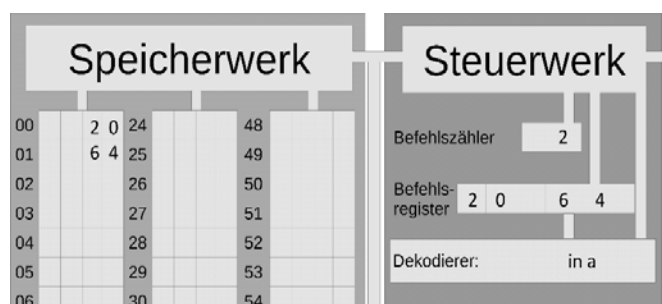 Speicherwerk
00 2 0 24 48
01 6 4 25 49
02 26 50
03 27 51
04 28 52
05 29 53
06 30 54
Steuerwerk
Befehlszähler 2
Befehls-
register 2 0 6 4
Dekodierer: in a